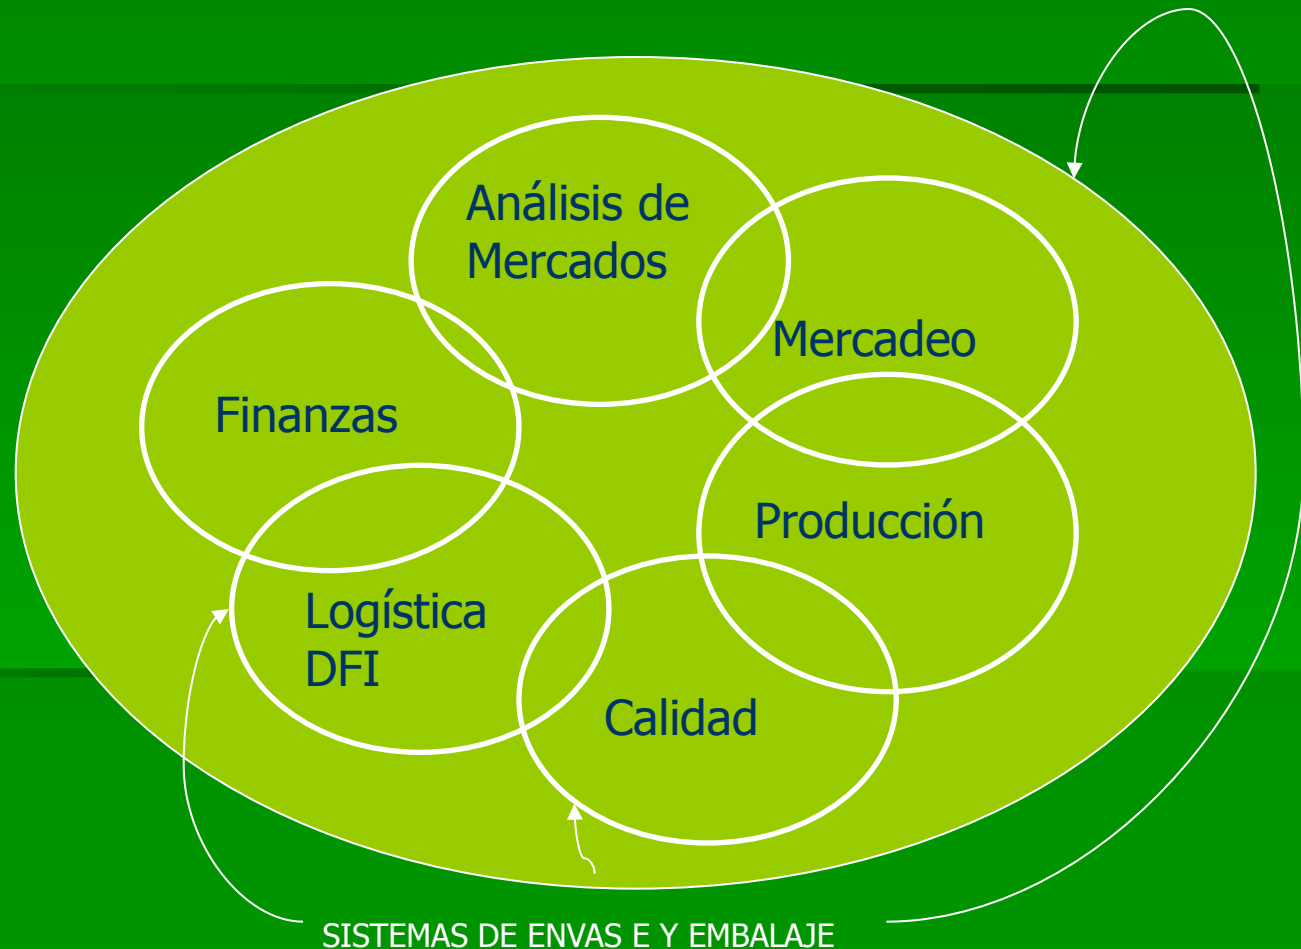 Análisis de
Mercados
Mercadeo
Finanzas
Producción
Logística
DFI
Calidad
SISTEMAS DE ENVAS E Y EMBALAJE